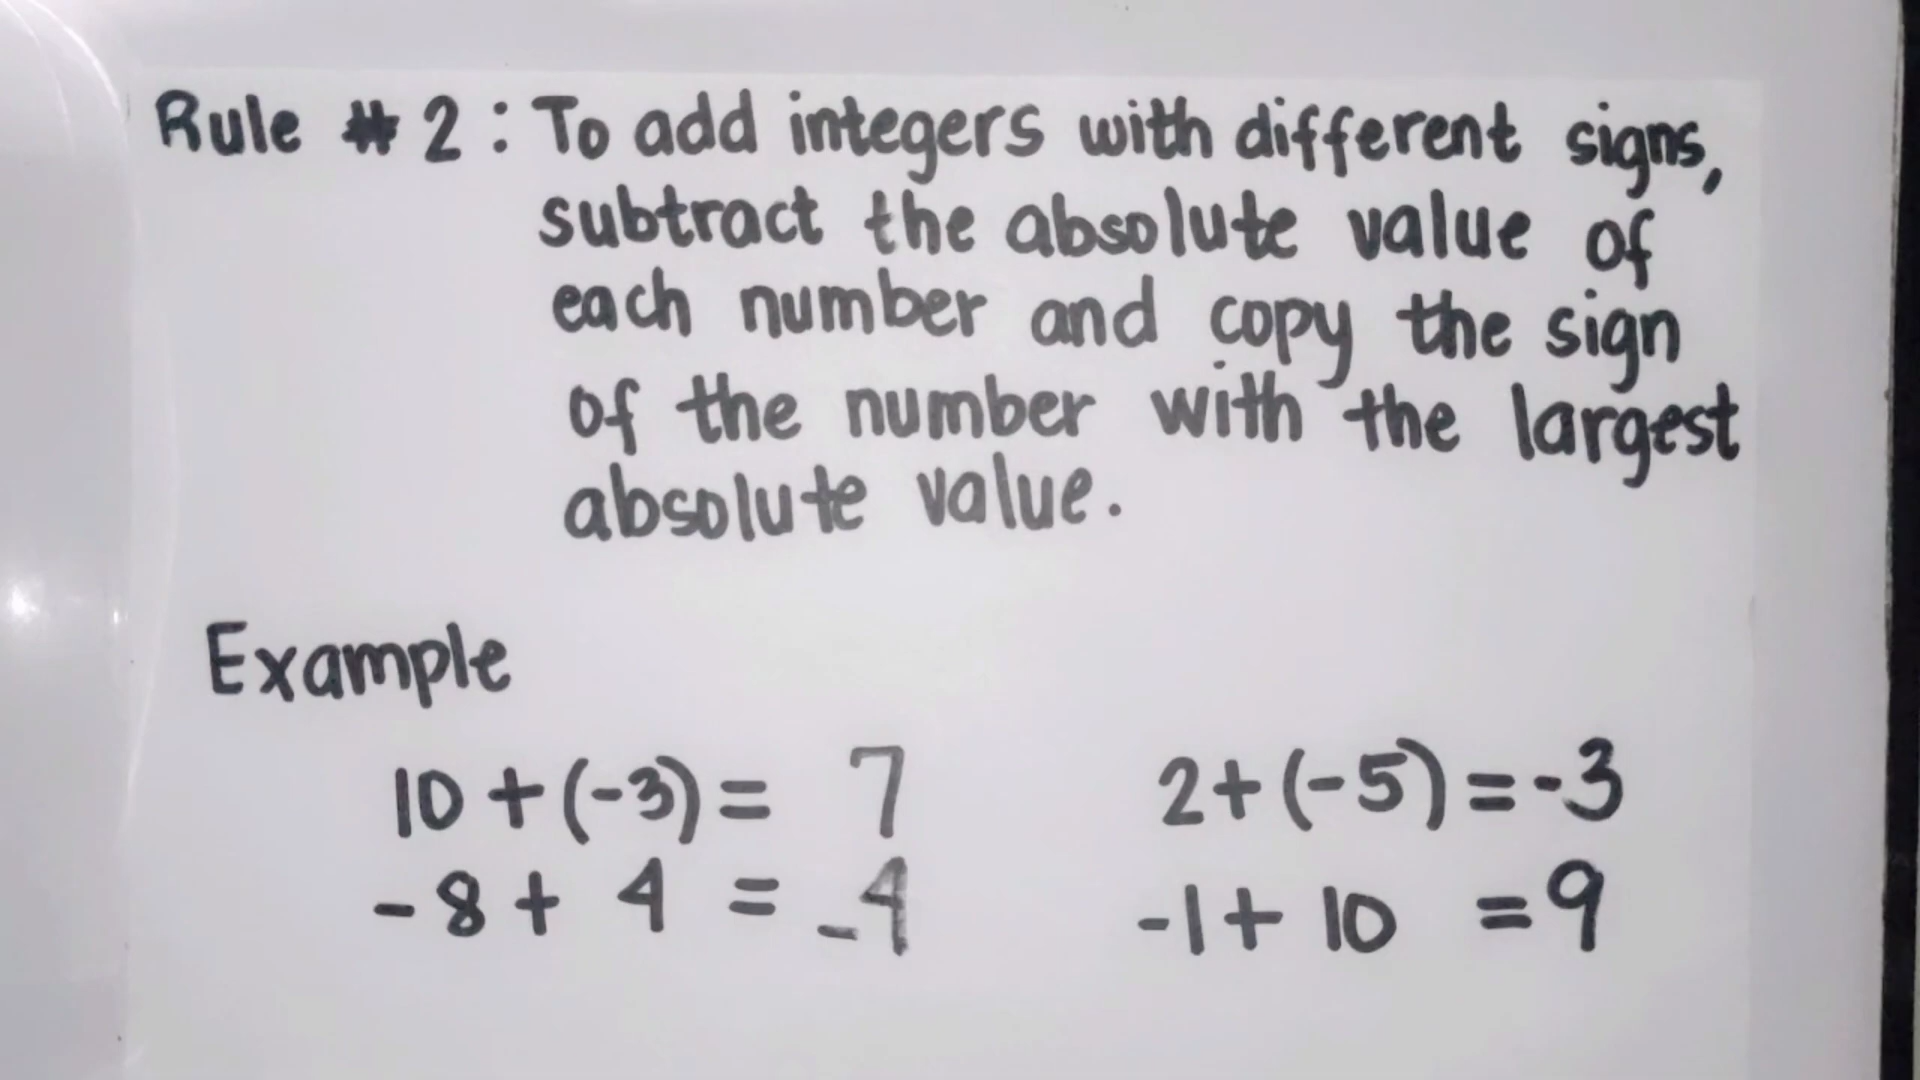 Rule # 2 : To add integers with different signs,
subtract the absolute value of
each number and copy the sign
of the number with the largest
absolute value.
Example
10 + (-3) = 7
2 + (-5) = -3
-8 + 4 = -4
-1 + 10 = 9